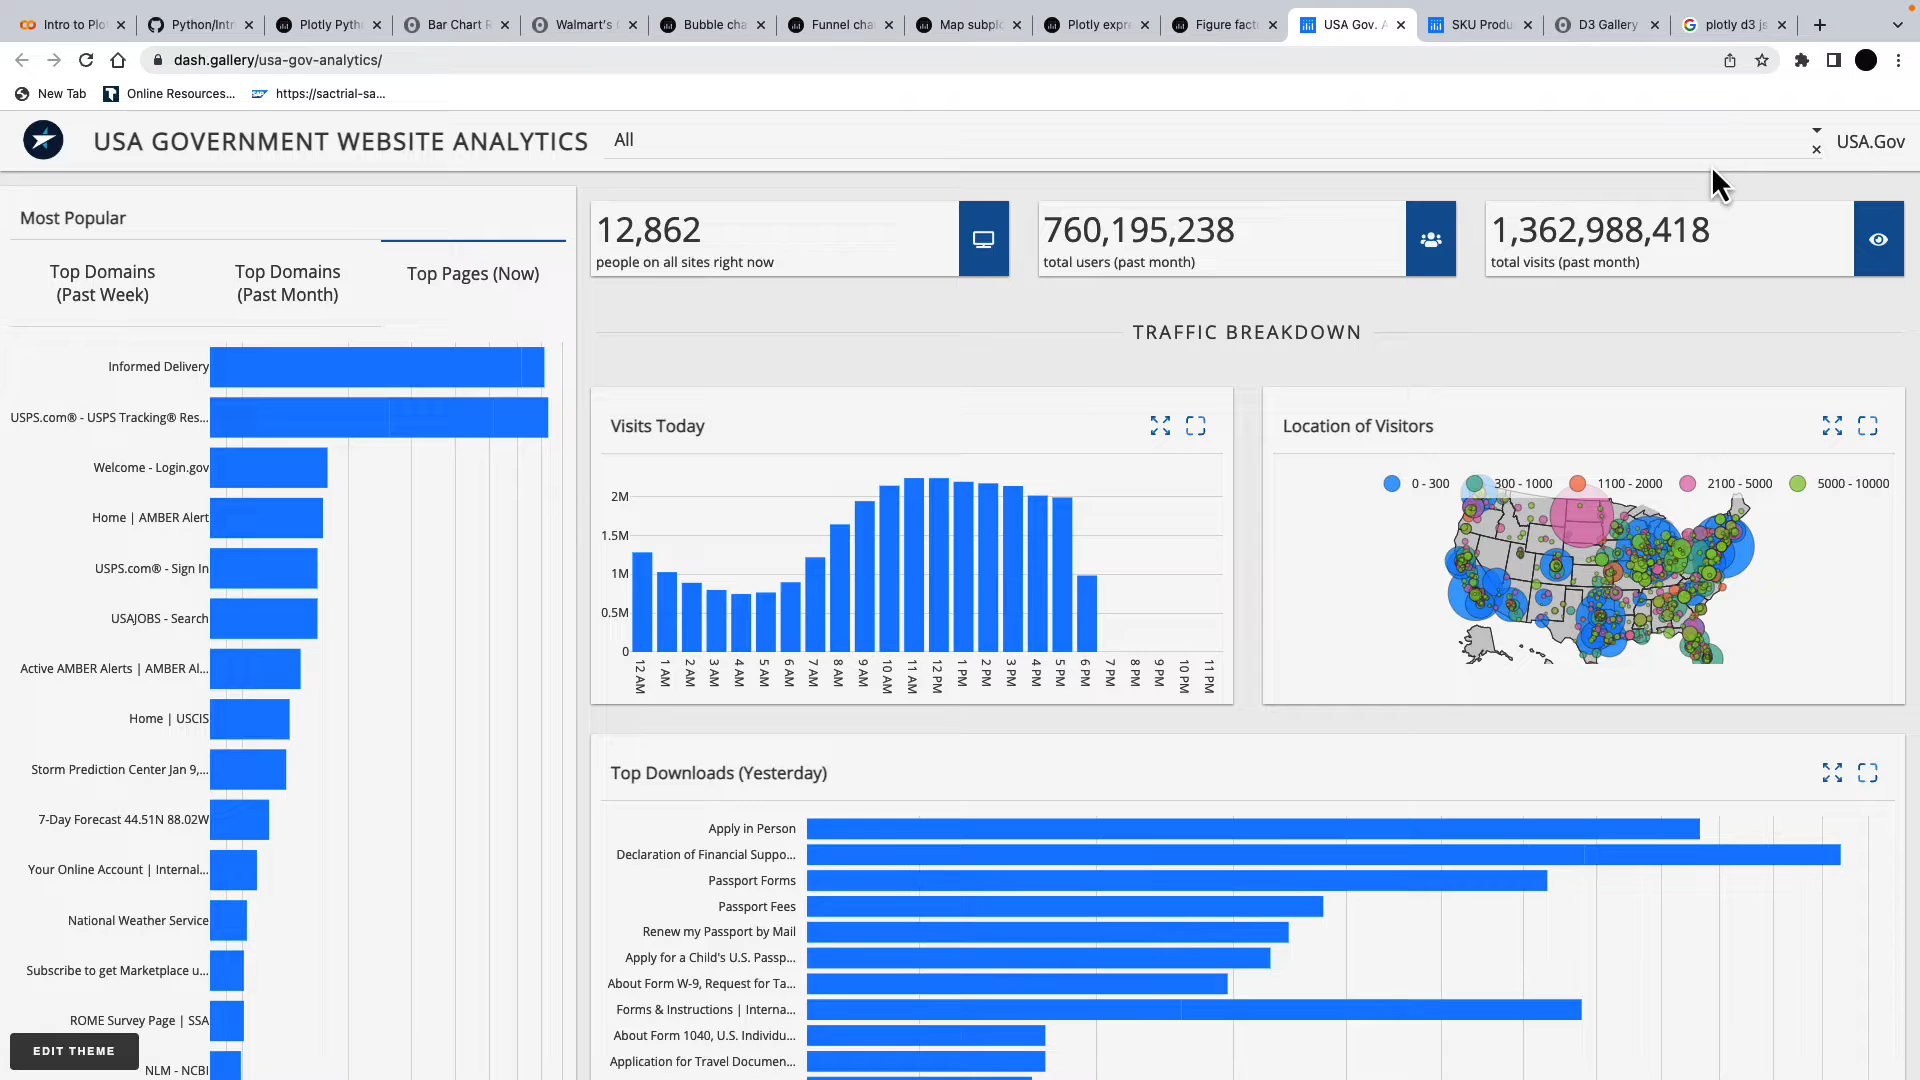 Intro to Plo
Python/Intr
Plotly Pyth
Bar Chart R
Walmart's
Bubble cha
Funnel cha
Map subplo
Plotly expre
Figure facto
USA Gov. A
SKU Produ
D3 Gallery
plotly d3 js
dash.gallery/usa-gov-analytics/
New Tab
Online Resources...
https://sactrial-sa...
USA GOVERNMENT WEBSITE ANALYTICS
All
USA.Gov
Most Popular
Top Domains
(Past Week)
Top Domains
(Past Month)
Top Pages (Now)
Informed Delivery
USPS.com® - USPS Tracking® Res...
Welcome - Login.gov
Home | AMBER Alert
USPS.com® - Sign In
USAJOBS - Search
Active AMBER Alerts | AMBER Al...
Home | USCIS
Storm Prediction Center Jan 9,...
7-Day Forecast 44.51N 88.02W
Your Online Account | Internal...
National Weather Service
Subscribe to get Marketplace u...
ROME Survey Page | SSA
NLM - NCBI
EDIT THEME
12,862
people on all sites right now
760,195,238
total users (past month)
1,362,988,418
total visits (past month)
TRAFFIC BREAKDOWN
Visits Today
2M
1.5M
1M
0.5M
0
12 AM
1 AM
2 AM
3 AM
4 AM
5 AM
6 AM
7 AM
8 AM
9 AM
10 AM
11 AM
12 PM
1 PM
2 PM
3 PM
4 PM
5 PM
6 PM
7 PM
8 PM
9 PM
10 PM
11 PM
Location of Visitors
0 - 300
300 - 1000
1100 - 2000
2100 - 5000
5000 - 10000
Top Downloads (Yesterday)
Apply in Person
Declaration of Financial Suppo...
Passport Forms
Passport Fees
Renew my Passport by Mail
Apply for a Child's U.S. Passp...
About Form W-9, Request for Ta...
Forms & Instructions | Interna...
About Form 1040, U.S. Individu...
Application for Travel Documen...